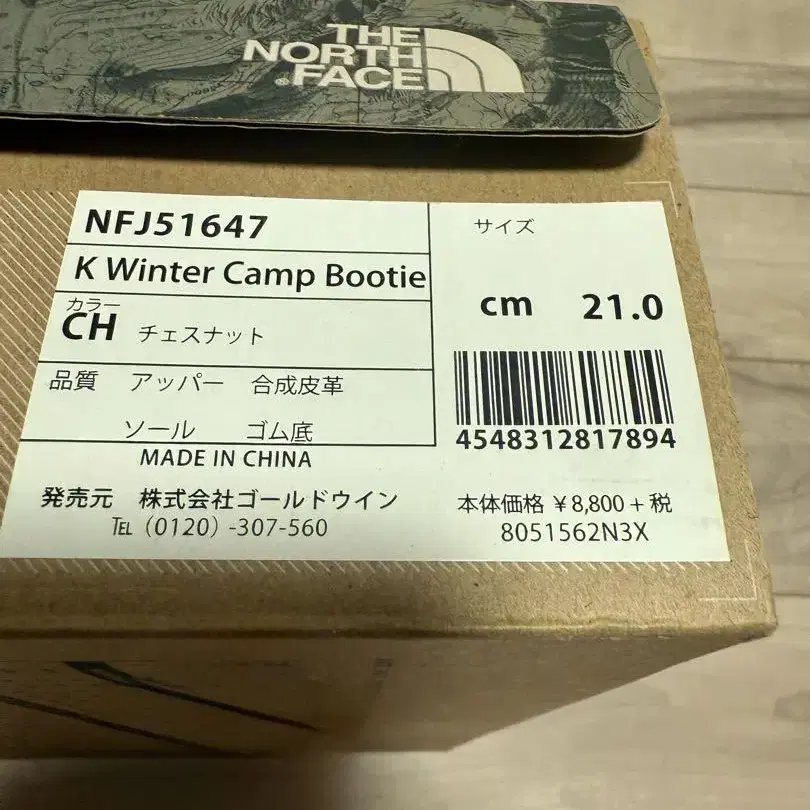 THE
NORTH
®FACE
NFJ51647
K Winter Camp Bootie
カラー
CH チェスナット
品質 アッパー 合成皮革
ソール ゴム底
MADE IN CHINA
発売元 株式会社ゴールドウイン
℡ (0120) -307-560
サイズ
cm 21.0
4548312817894
本体価格 ¥8,800 + 税
8051562N3X